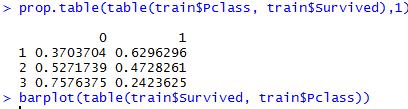 > prop.table(table(train$Pclass, train$Survived),1)
0 1
1 0.3703704 0.6296296
2 0.5271739 0.4728261
3 0.7576375 0.2423625
> barplot(table(train$Survived, train$Pclass))